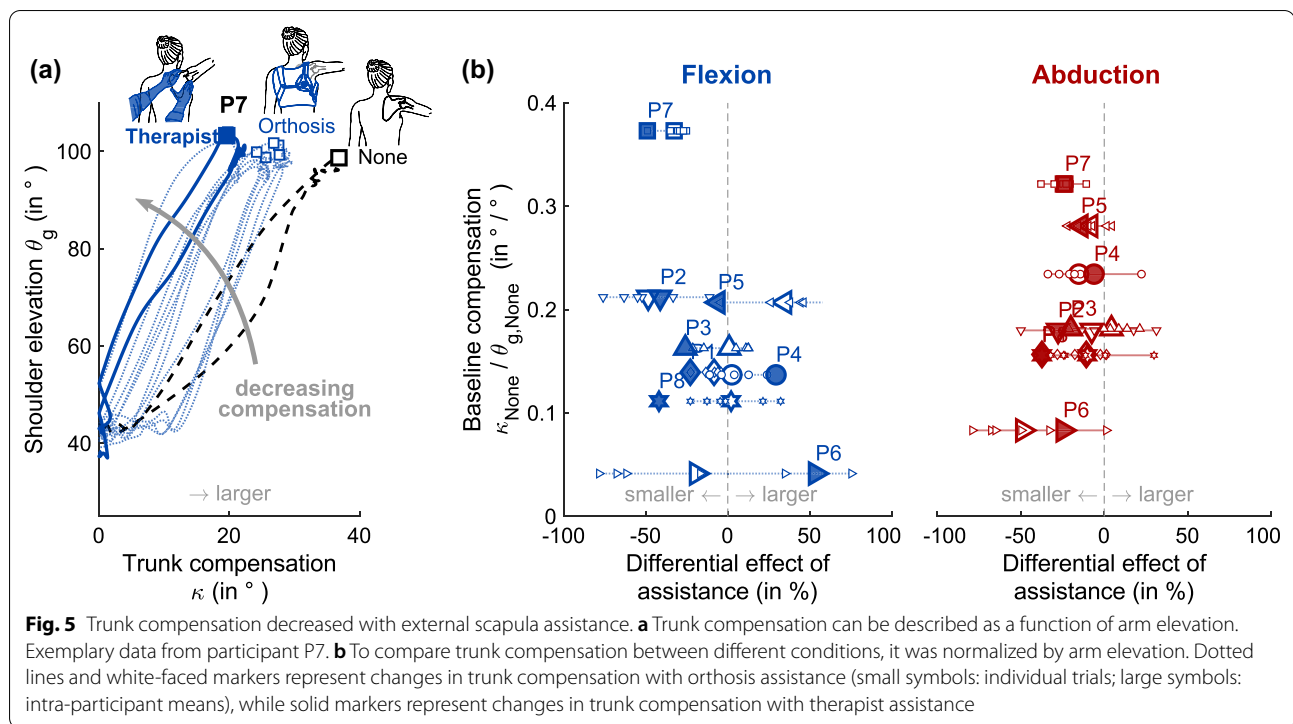 (a)
P7
Therapist
Orthosis
None
Shoulder elevation θg (in °)
100
80
60
40
decreasing
compensation
→ larger
0
20
40
Trunk compensation
κ (in ° )
(b)
Flexion
Abduction
Baseline compensation
κNone / θg,None (in ° / °)
0.4
0.3
0.2
0.1
0
P7
P2
P5
P3
P4
P8
P6
smaller ← → larger
-100
-50
0
50
100
Differential effect of
assistance (in %)
P7
P5
P4
P2
P3
P6
smaller ← → larger
-100
-50
0
50
100
Differential effect of
assistance (in %)
Fig. 5 Trunk compensation decreased with external scapula assistance. a Trunk compensation can be described as a function of arm elevation.
Exemplary data from participant P7. b To compare trunk compensation between different conditions, it was normalized by arm elevation. Dotted
lines and white-faced markers represent changes in trunk compensation with orthosis assistance (small symbols: individual trials; large symbols:
intra-participant means), while solid markers represent changes in trunk compensation with therapist assistance